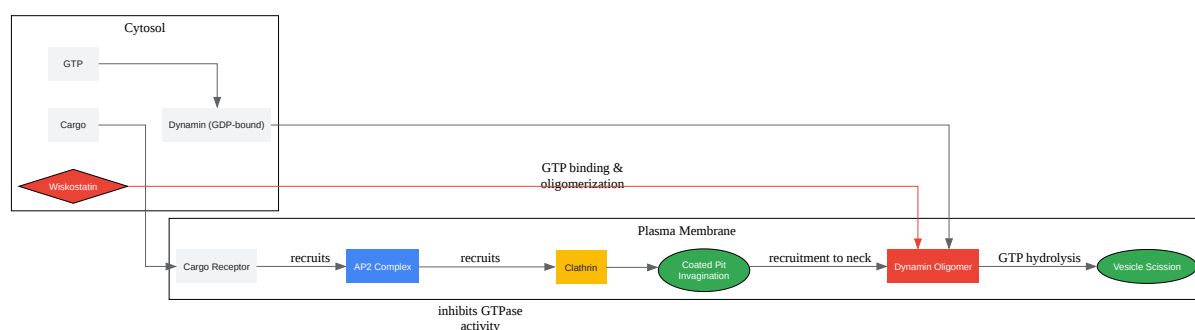 Cytosol
GTP
Cargo
Dynamin (GDP-bound)
Wiskostatin
GTP binding &
oligomerization
Plasma Membrane
Cargo Receptor
recruits
AP2 Complex
recruits
Clathrin
Coated Pit
Invagination
recruitment to neck
Dynamin Oligomer
GTP hydrolysis
Vesicle Scission
inhibits GTPase
activity